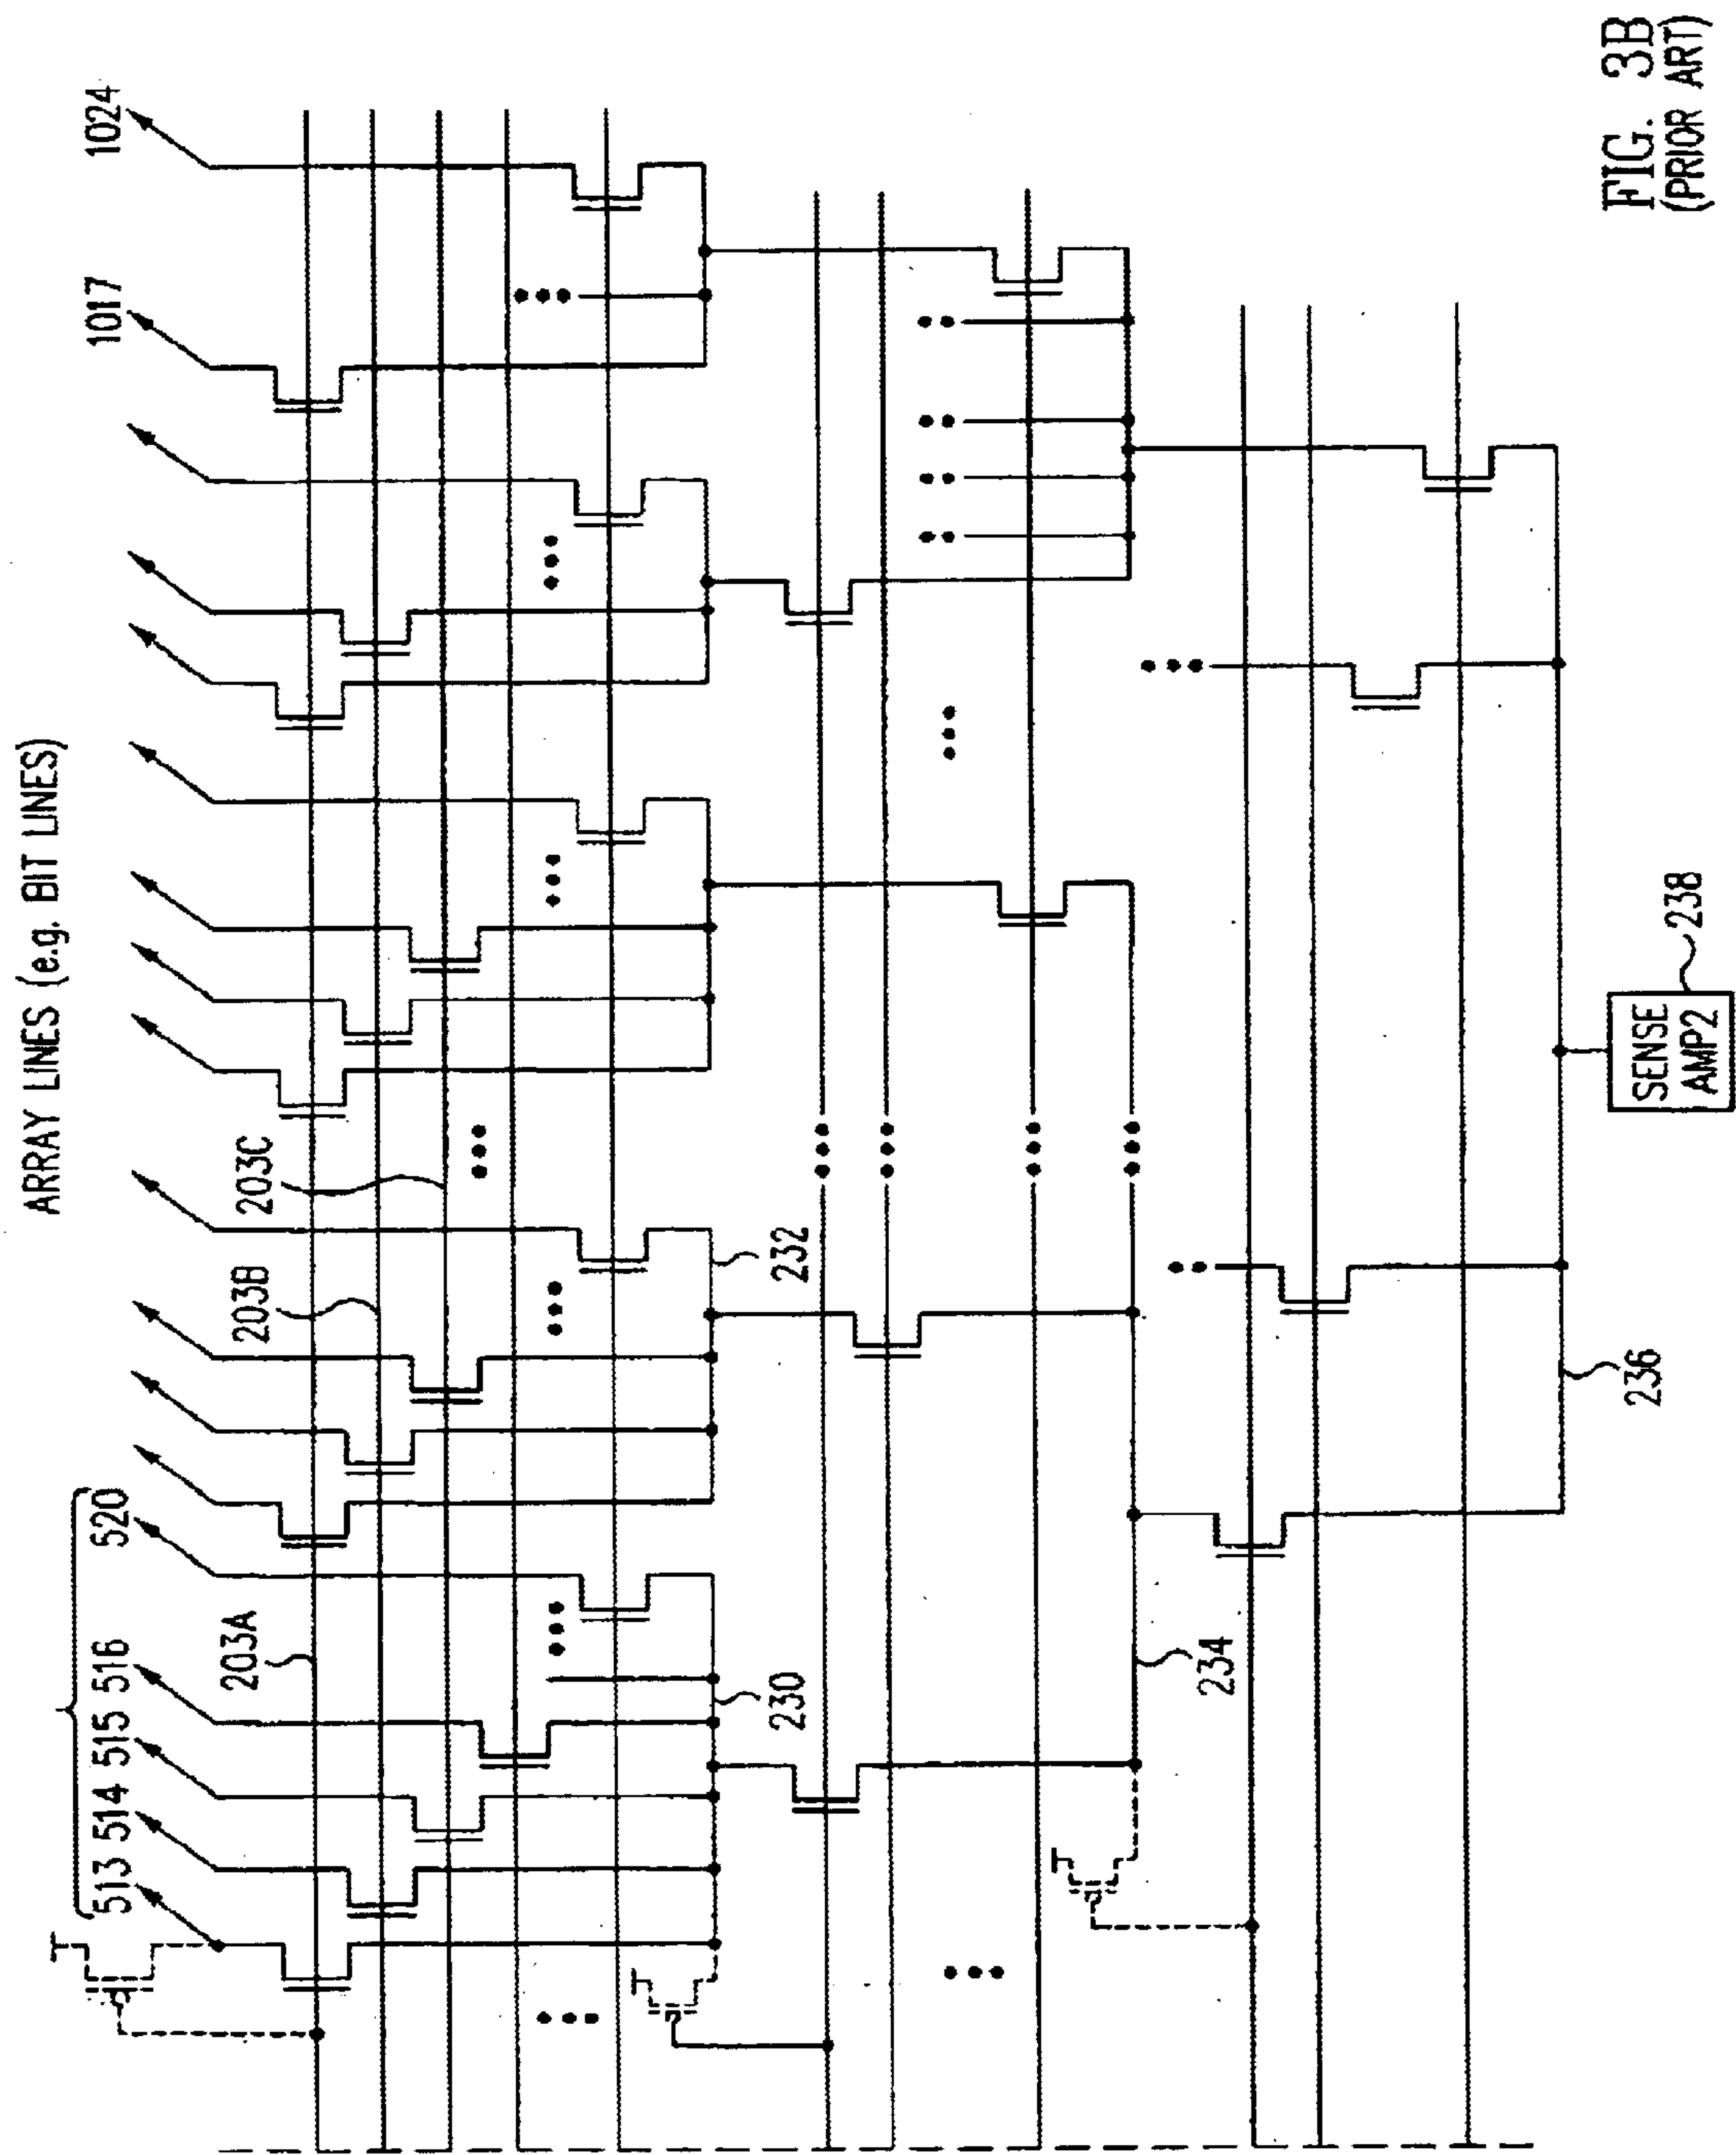 ARRAY LINES (e.g. BIT LINES)
513 514 515 516 520
1017
1024
203A
203B
203C
230
232
234
236
SENSE
AMP2
238
FIG. 3B
(PRIOR ART)